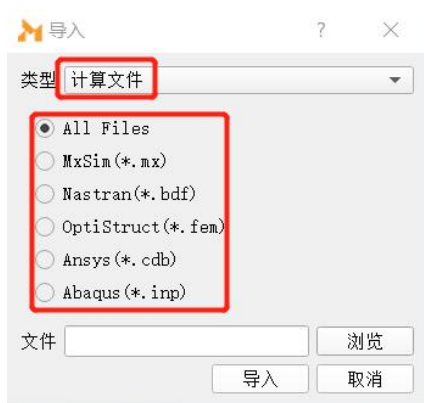 导入 ?
类型 计算文件
All Files
MxSim(*.mx)
Nastran(*.bdf)
OptiStruct(*.fem)
Ansys(*.cdb)
Abaqus(*.inp)
文件 浏览
导入 取消